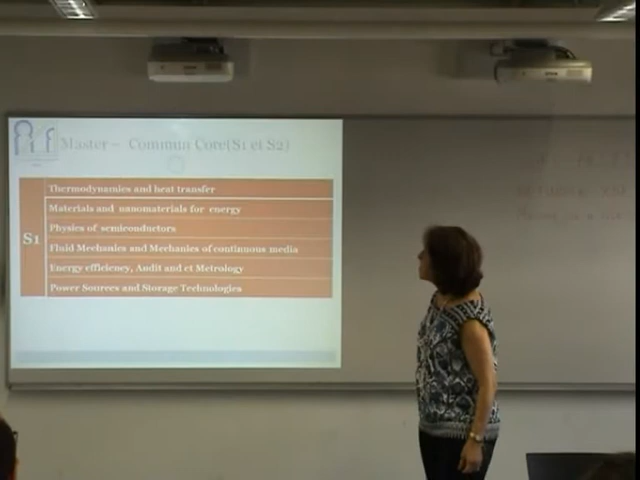 Master – Commun Core(S1 et S2)
S1
Thermodynamics and heat transfer
Materials and nanomaterials for energy
Physics of semiconductors
Fluid Mechanics and Mechanics of continuous media
Energy efficiency, Audit and et Metrology
Power Sources and Storage Technologies